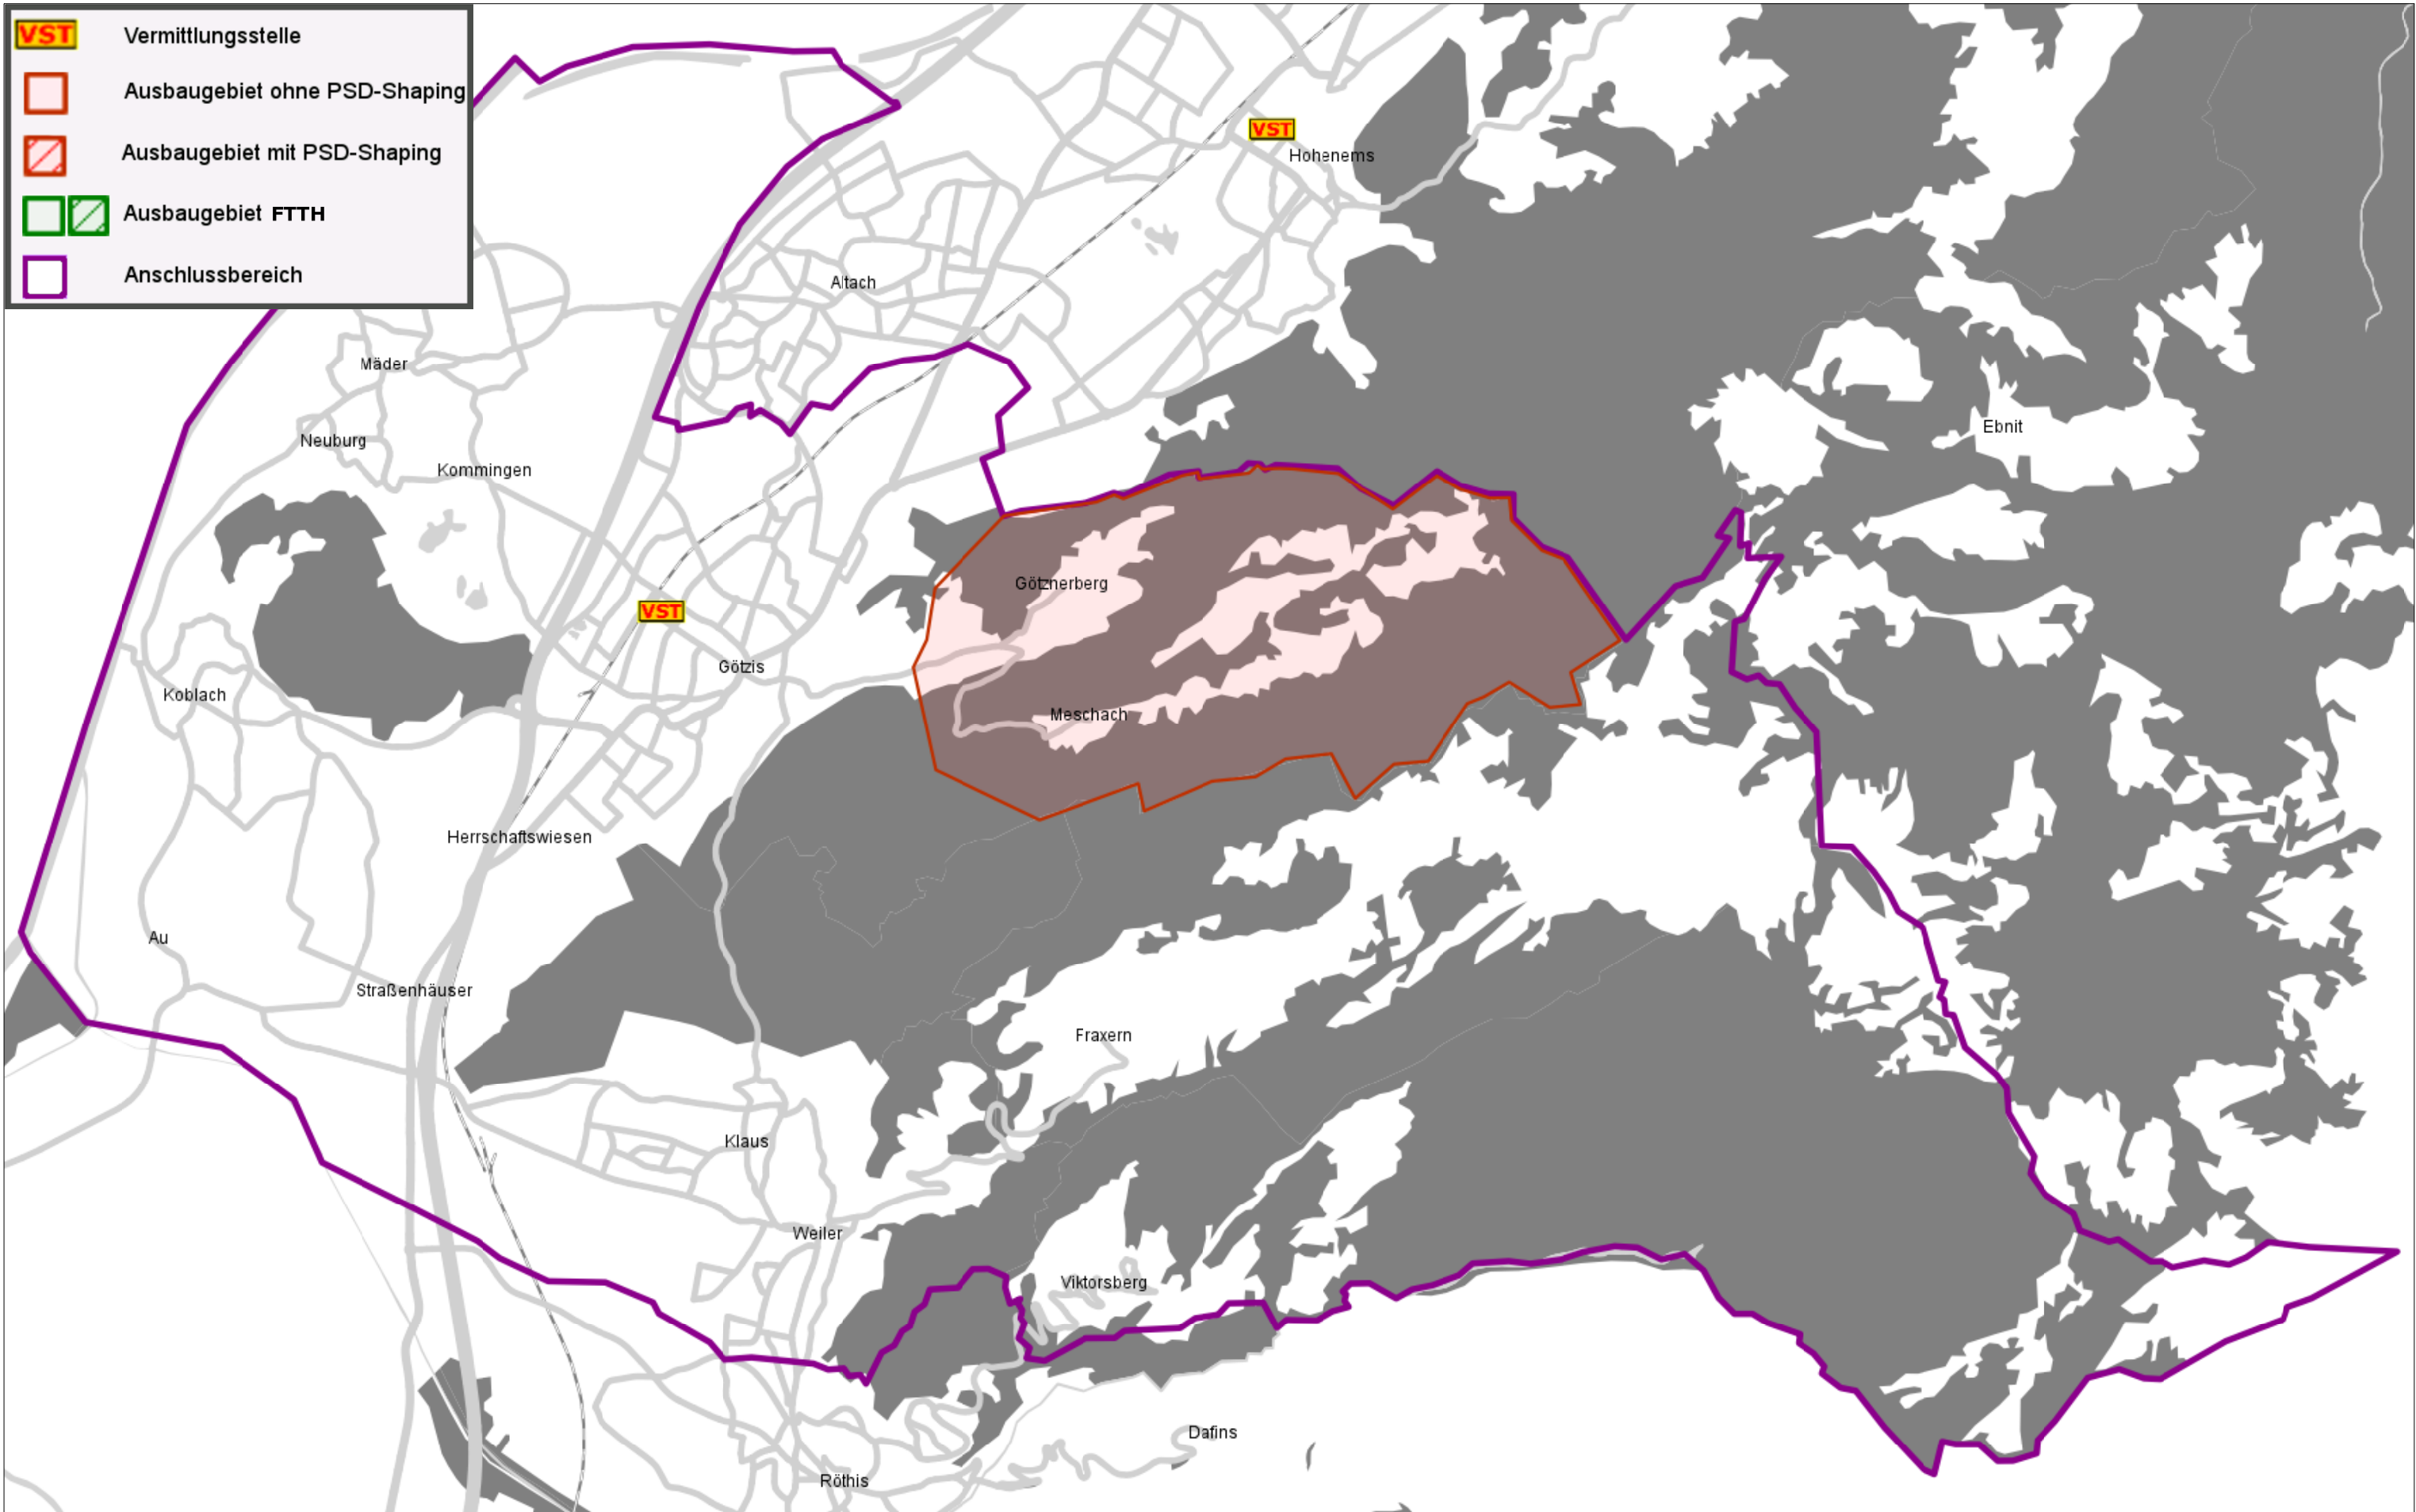 VST Vermittlungsstelle
Ausbaugebiet ohne PSD-Shaping
Ausbaugebiet mit PSD-Shaping
Ausbaugebiet FTTH
Anschlussbereich
VST
Hohenems
Altach
Mäder
Ebnit
Neuburg
Kommingen
Götznerberg
VST
Götzis
Koblach
Meschach
Herrschaftswiesen
Au
Straßenhäuser
Fraxern
Klaus
Weiler
Viktorsberg
Dafins
Röthis